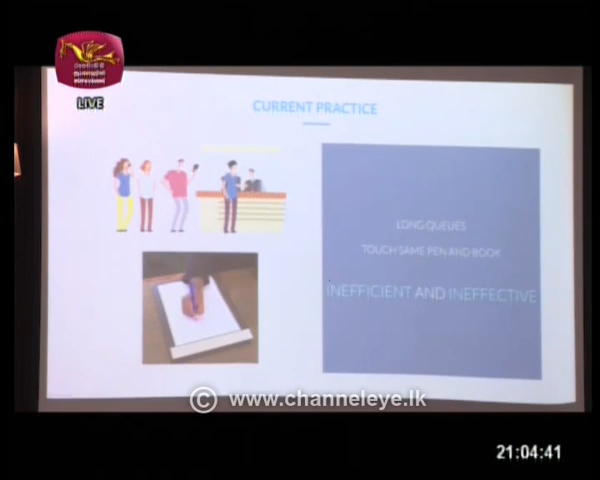 LIVE
CURRENT PRACTICE
LONG QUEUES
TOUCH SAME PEN AND BOOK
INEFFICIENT AND INEFFECTIVE
© www.channeleye.lk
21:04:41